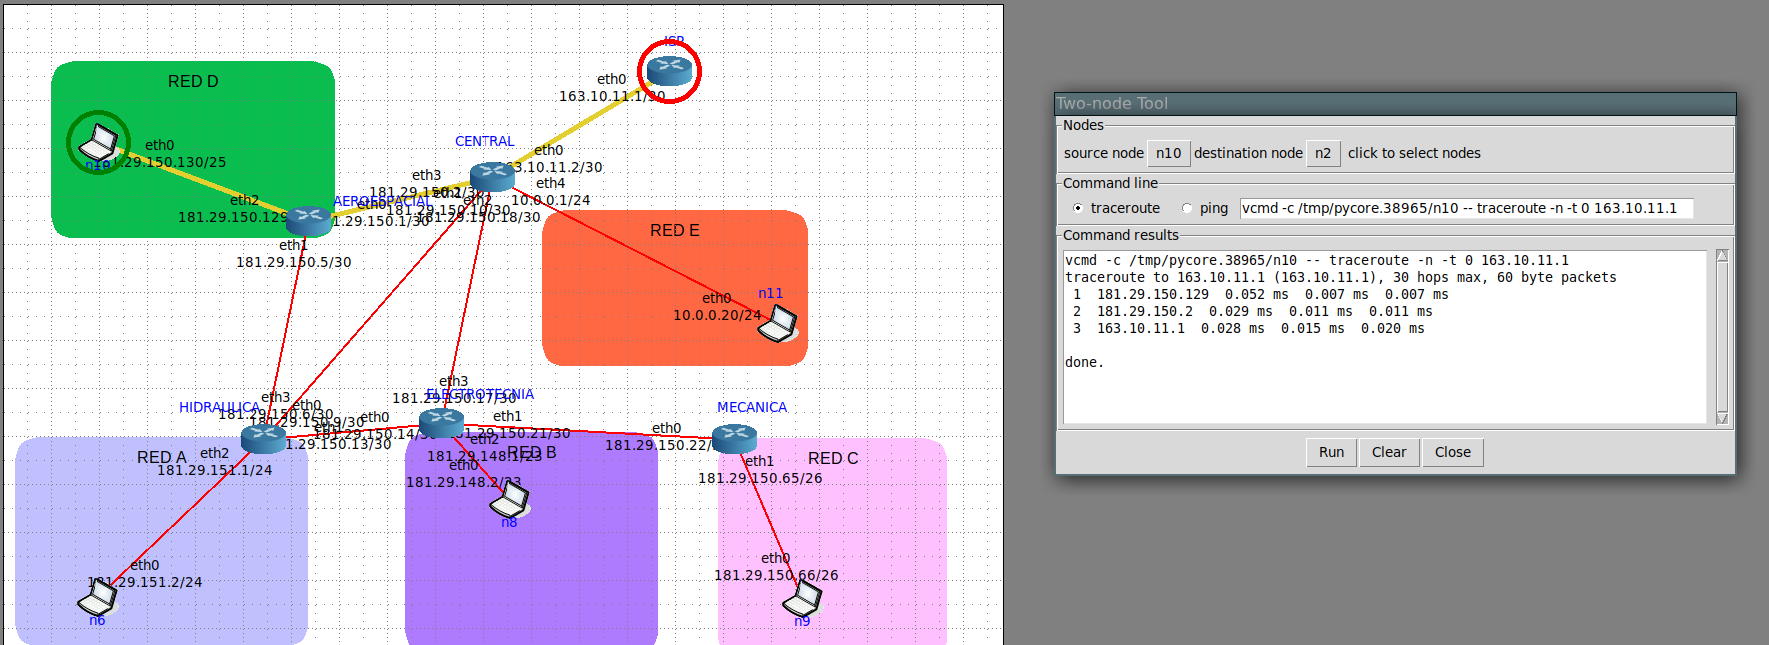 ISP
RED D
eth0
163.10.11.1/30
CENTRAL
eth0
181.29.150.130/25
n10
eth0
163.10.11.2/30
eth3
eth4
10.0.0.1/24
eth2
181.29.150.129
AEROESPACIAL
eth0
181.29.150.1/30
181.29.150.2/30
181.29.150.10/30
eth2
181.29.150.18/30
RED E
eth1
181.29.150.5/30
n11
eth0
10.0.0.20/24
eth3
181.29.150.17/30
ELECTROTECNIA
HIDRAULICA
eth3
181.29.150.6/30
eth0
181.29.150.9/30
eth1
181.29.150.13/30
eth0
181.29.150.14/30
eth1
181.29.150.21/30
MECANICA
eth0
181.29.150.22/
RED A
eth2
181.29.151.1/24
RED B
eth2
181.29.148.1/23
eth0
181.29.148.2/23
n8
RED C
eth1
181.29.150.65/26
eth0
181.29.151.2/24
n6
eth0
181.29.150.66/26
n9
Two-node Tool
Nodes
source node n10 destination node n2 click to select nodes
Command line
traceroute ping vcmd -c /tmp/pycore.38965/n10 -- traceroute -n -t 0 163.10.11.1
Command results
vcmd -c /tmp/pycore.38965/n10 -- traceroute -n -t 0 163.10.11.1
traceroute to 163.10.11.1 (163.10.11.1), 30 hops max, 60 byte packets
1 181.29.150.129 0.052 ms 0.007 ms 0.007 ms
2 181.29.150.2 0.029 ms 0.011 ms 0.011 ms
3 163.10.11.1 0.028 ms 0.015 ms 0.020 ms
done.
Run Clear Close